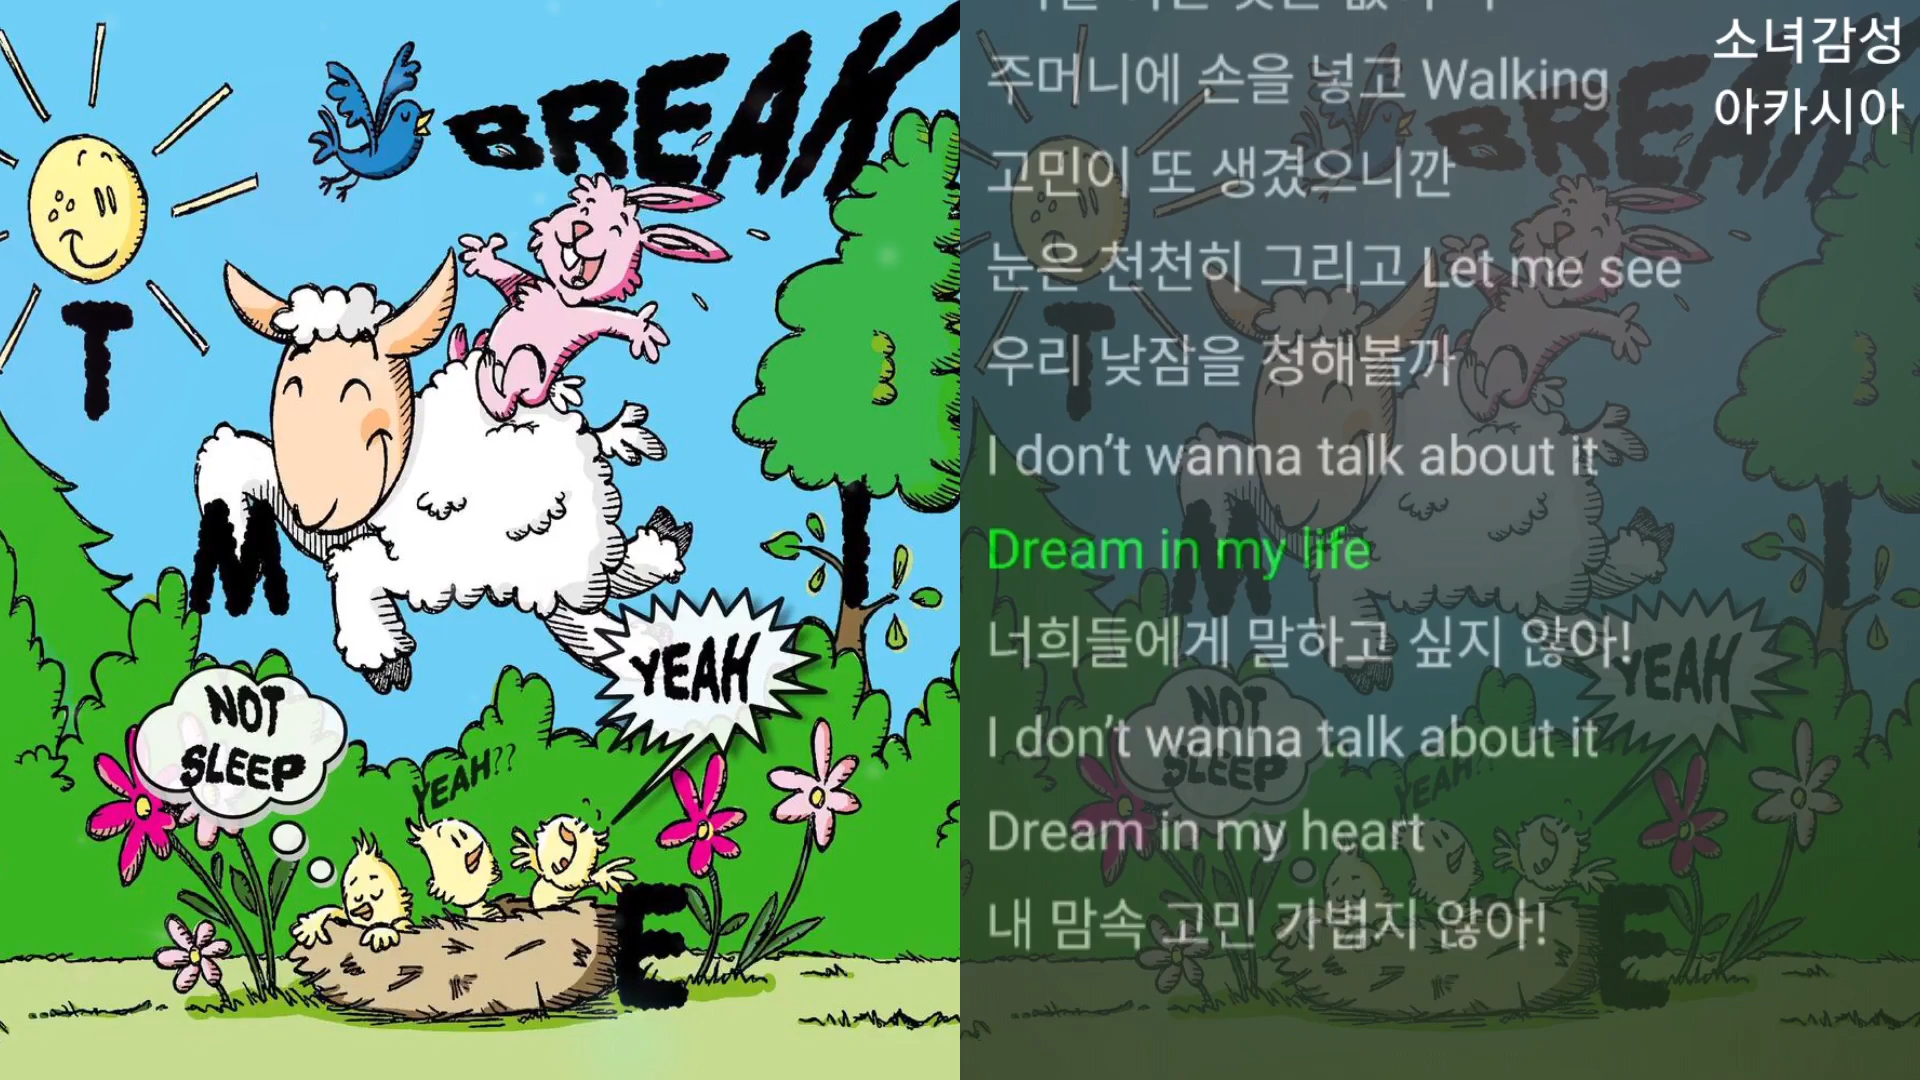 BREAK
T
M
I
E
YEAH
NOT
SLEEP
YEAH??
소녀감성
아카시아
주머니에 손을 넣고 Walking
고민이 또 생겼으니깐
눈은 천천히 그리고 Let me see
우리 낮잠을 청해볼까
I don’t wanna talk about it
Dream in my life
너희들에게 말하고 싶지 않아!
I don’t wanna talk about it
Dream in my heart
내 맘속 고민 가볍지 않아!